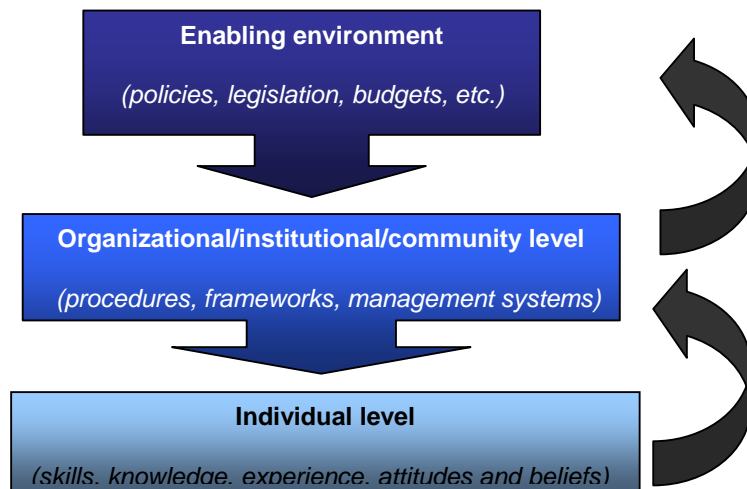 Enabling environment
(policies, legislation, budgets, etc.)
Organizational/institutional/community level
(procedures, frameworks, management systems)
Individual level
(skills, knowledge, experience, attitudes and beliefs)